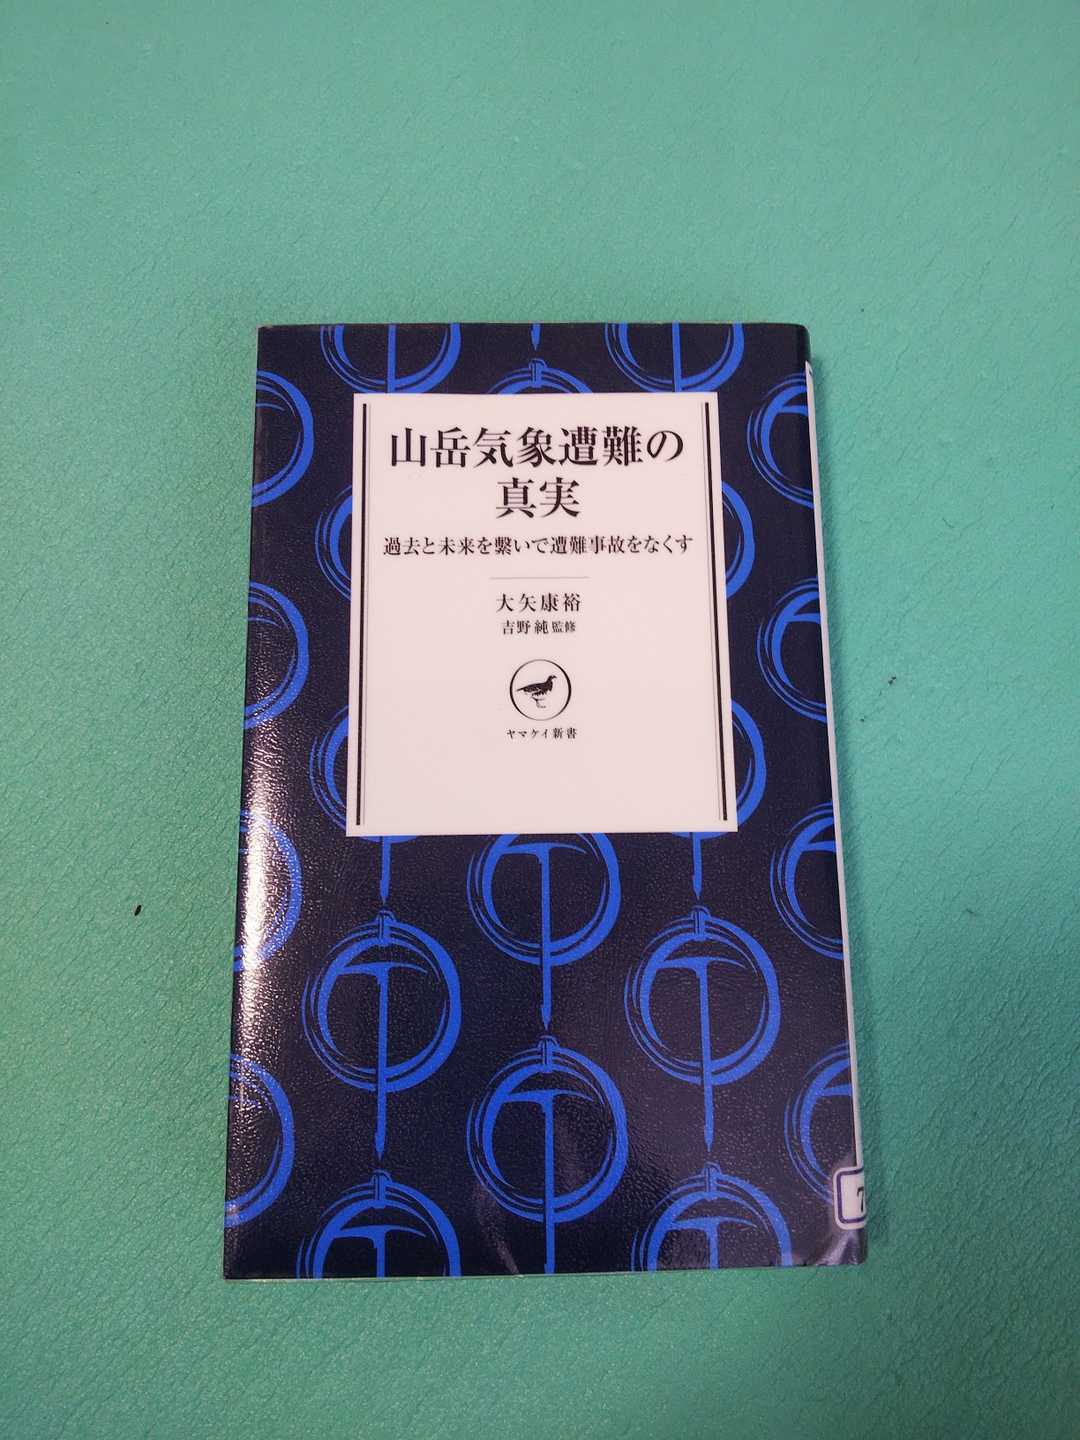 山岳気象遭難の
真実
過去と未来を繋いで遭難事故をなくす
大矢康裕
吉野純 監修
ヤマケイ新書
7